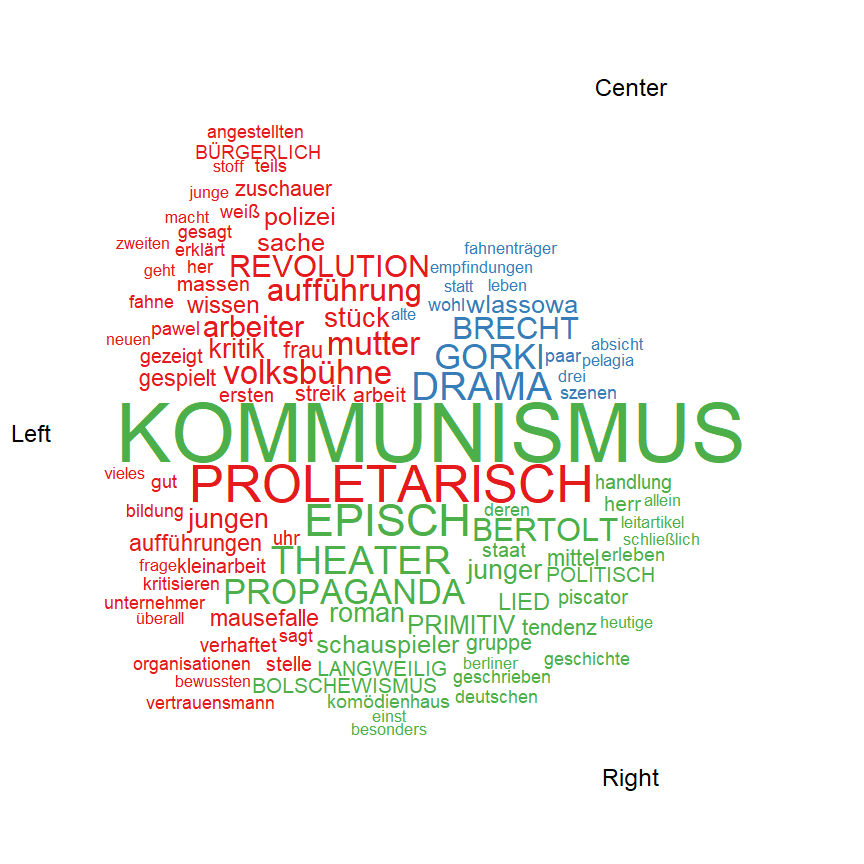 Center
angestellten
BÜRGERLICH
stoff teils
junge zuschauer
macht weiß polizei
gesagt
zweiten erklärt sache fahnenträger
geht her REVOLUTION empfindungen
massen aufführung statt leben
fahne wissen stück alte wohl wlassowa
neuen pawel arbeiter BRECHT
gezeigt kritik frau mutter GORKI paar absicht
pelagia
gespielt volksbühne DRAMA drei
ersten streik arbeit szenen
Left KOMMUNISMUS
vieles gut PROLETARISCH handlung
bildung jungen EPISCH deren herr allein
BERTOLT leitartikel
aufführungen uhr staat schließlich
frage kleinarbeit THEATER junger mittel erleben
kritisieren PROPAGANDA POLITISCH
unternehmer LIED piscator
überall mausefalle roman PRIMITIV tendenz heutige
verhaftet sagt schauspieler gruppe
organisationen stelle LANGWEILIG berliner geschichte
bewussten BOLSCHEWISMUS geschrieben
vertrauensmann komödienhaus deutschen
einst
besonders
Right